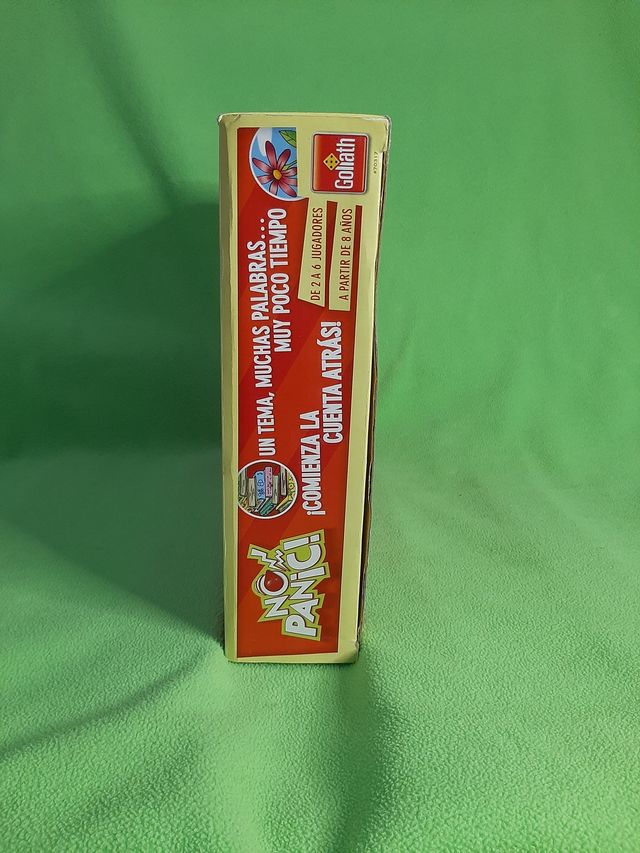 NO
PANIC!
UN TEMA, MUCHAS PALABRAS...
MUY POCO TIEMPO
¡COMIENZA LA
CUENTA ATRÁS!
DE 2 A 6 JUGADORES
A PARTIR DE 8 AÑOS
Goliath
#70317